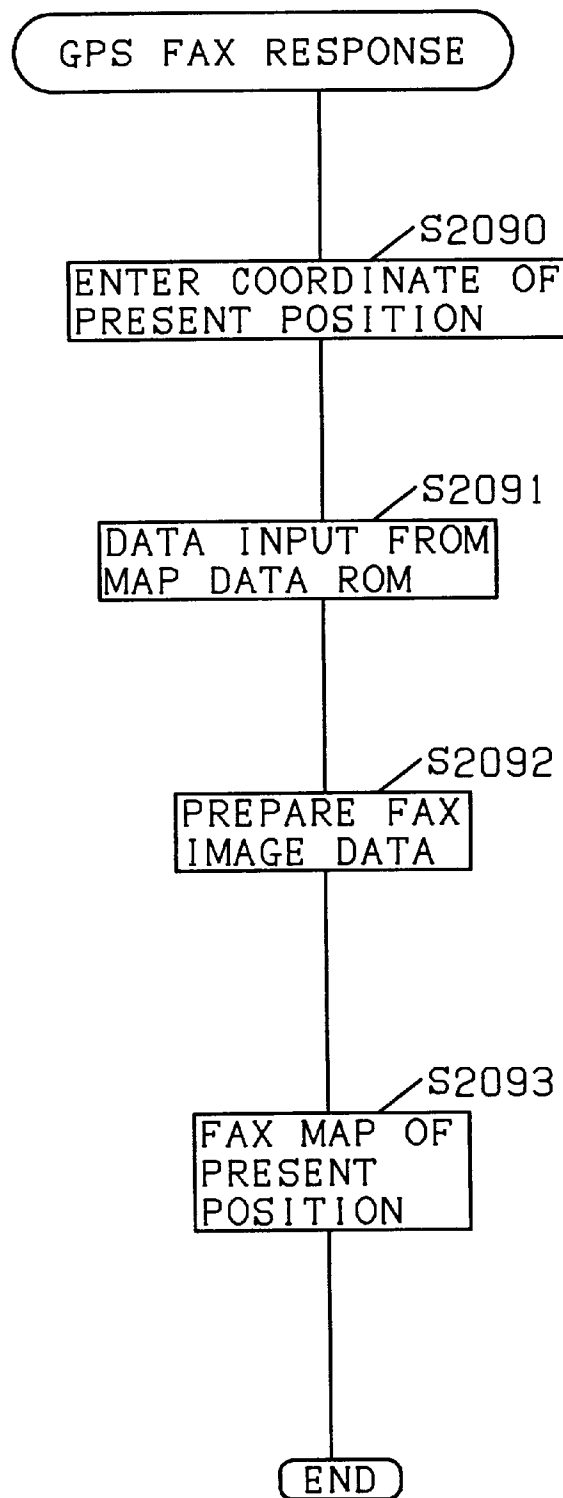 GPS FAX RESPONSE
S2090
ENTER COORDINATE OF
PRESENT POSITION
S2091
DATA INPUT FROM
MAP DATA ROM
S2092
PREPARE FAX
IMAGE DATA
S2093
FAX MAP OF
PRESENT
POSITION
END